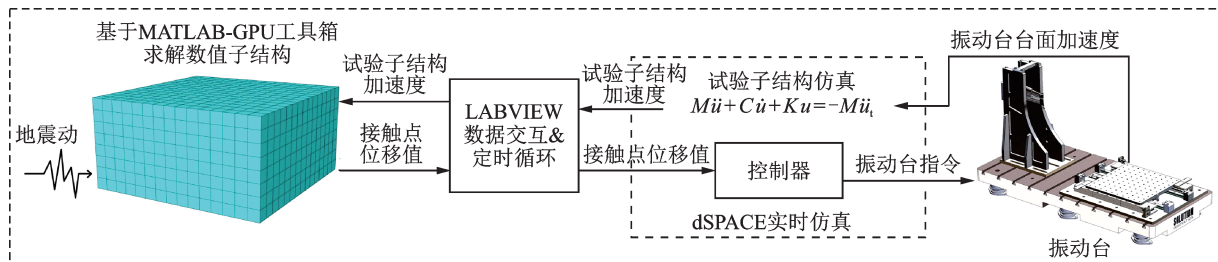 基于MATLAB-GPU工具箱
求解数值子结构
地震动
试验子结构
加速度
接触点
位移值
LABVIEW
数据交互&
定时循环
试验子结构
加速度
接触点位移值
试验子结构仿真
Mü+Cu̇+Ku=−Müₜ
控制器
dSPACE实时仿真
振动台指令
振动台台面加速度
振动台